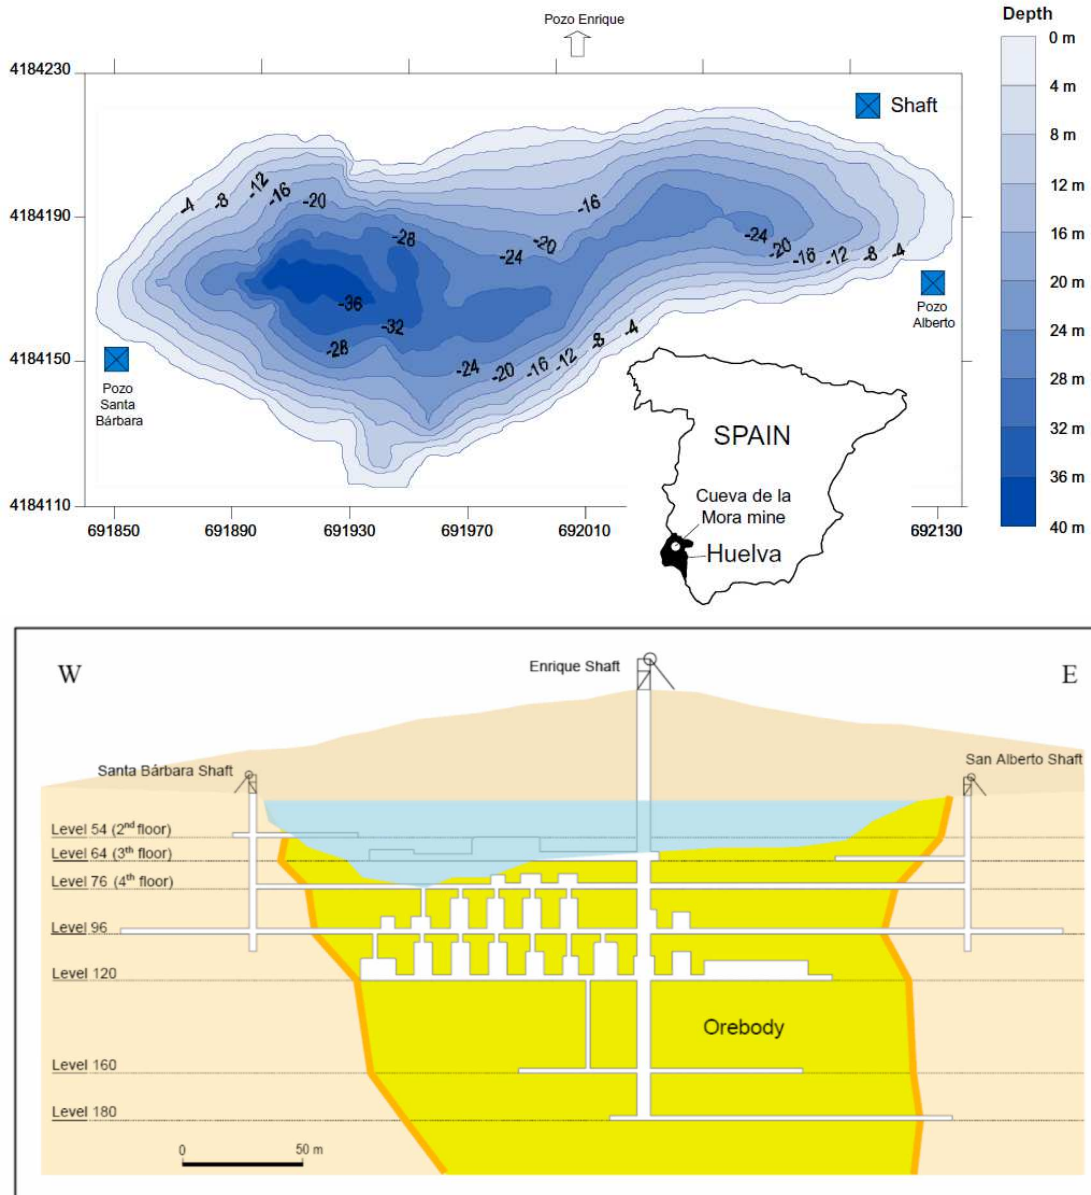 Pozo Enrique
Depth
0 m
4 m
8 m
12 m
16 m
20 m
24 m
28 m
32 m
36 m
40 m
4184230
4184190
4184150
4184110
691850
691890
691930
691970
692010
692130
Shaft
-4
-8
-12
-16
-20
-28
-24
-20
-16
-24
-20
-16
-12
-8
-4
-36
-32
-28
-24
-20
-16
-12
-8
-4
Pozo
Santa
Bárbara
Pozo
Alberto
SPAIN
Cueva de la
Mora mine
Huelva
W
Enrique Shaft
E
Santa Bárbara Shaft
San Alberto Shaft
Level 54 (2nd floor)
Level 64 (3th floor)
Level 76 (4th floor)
Level 96
Level 120
Orebody
Level 160
Level 180
0
50 m